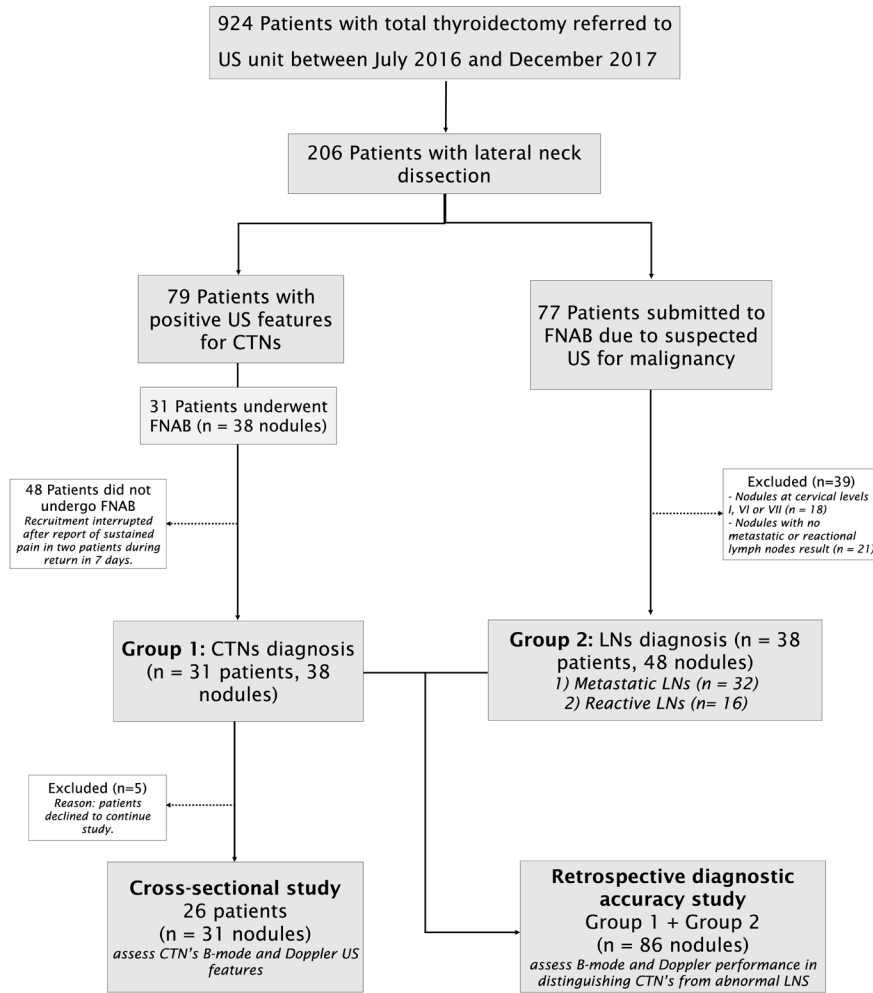 924 Patients with total thyroidectomy referred to
US unit between July 2016 and December 2017
206 Patients with lateral neck
dissection
79 Patients with
positive US features
for CTNs
77 Patients submitted to
FNAB due to suspected
US for malignancy
31 Patients underwent
FNAB (n = 38 nodules)
48 Patients did not
undergo FNAB
Recruitment interrupted
after report of sustained
pain in two patients during
return in 7 days.
Excluded (n=39)
- Nodules at cervical levels
I, VI or VII (n = 18)
- Nodules with no
metastatic or reactional
lymph nodes result (n = 21)
Group 1: CTNs diagnosis
(n = 31 patients, 38
nodules)
Group 2: LNs diagnosis (n = 38
patients, 48 nodules)
1) Metastatic LNs (n = 32)
2) Reactive LNs (n= 16)
Excluded (n=5)
Reason: patients
declined to continue
study.
Cross-sectional study
26 patients
(n = 31 nodules)
assess CTN's B-mode and Doppler US
features
Retrospective diagnostic
accuracy study
Group 1 + Group 2
(n = 86 nodules)
assess B-mode and Doppler performance in
distinguishing CTN's from abnormal LNS